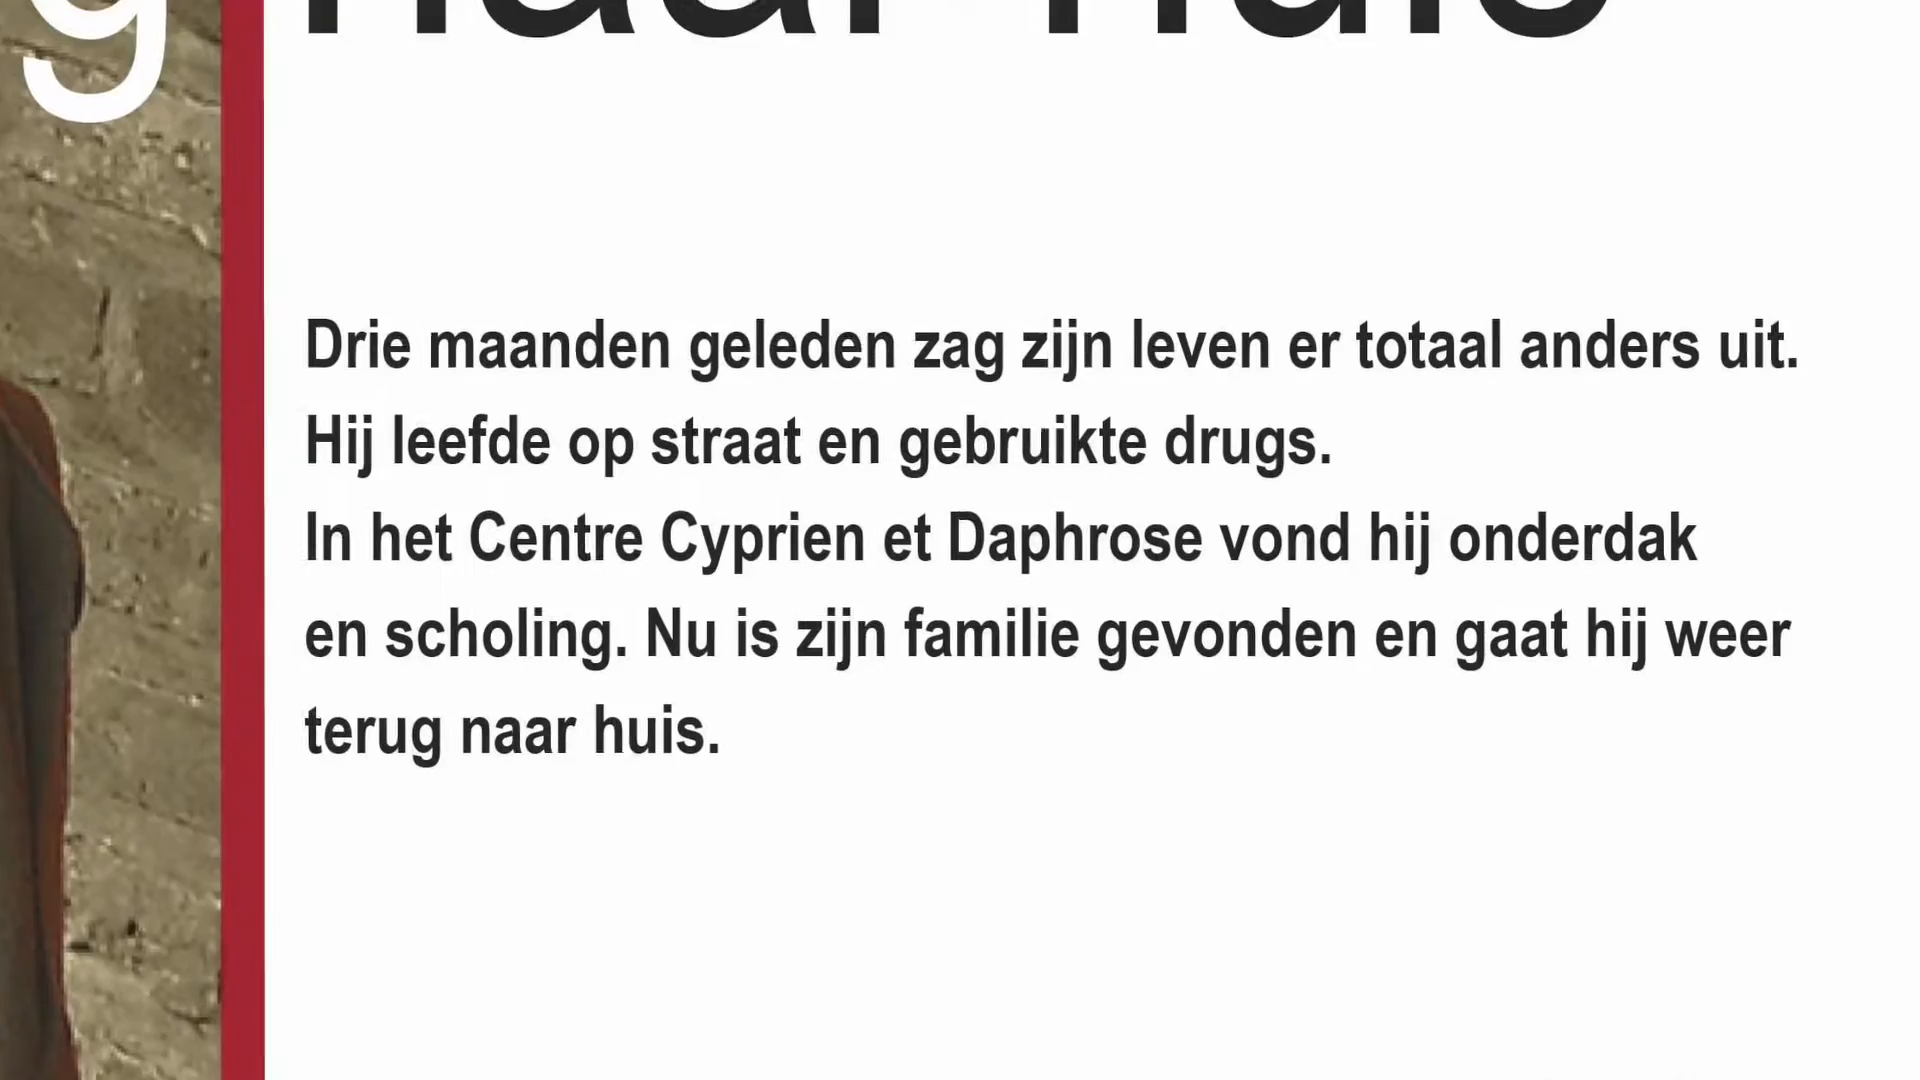 g naar huis
Drie maanden geleden zag zijn leven er totaal anders uit.
Hij leefde op straat en gebruikte drugs.
In het Centre Cyprien et Daphrose vond hij onderdak
en scholing. Nu is zijn familie gevonden en gaat hij weer
terug naar huis.